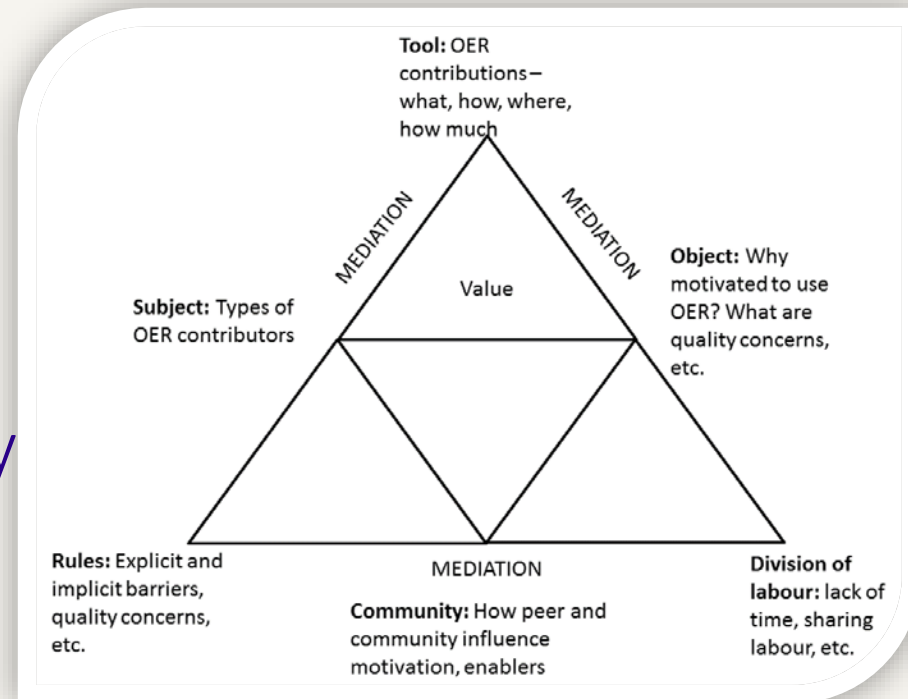 Tool: OER
contributions–
what, how, where,
how much
MEDIATION
MEDIATION
Value
Subject: Types of
OER contributors
Object: Why
motivated to use
OER? What are
quality concerns,
etc.
Rules: Explicit and
implicit barriers,
quality concerns,
etc.
MEDIATION
Community: How peer and
community influence
motivation, enablers
Division of
labour: lack of
time, sharing
labour, etc.